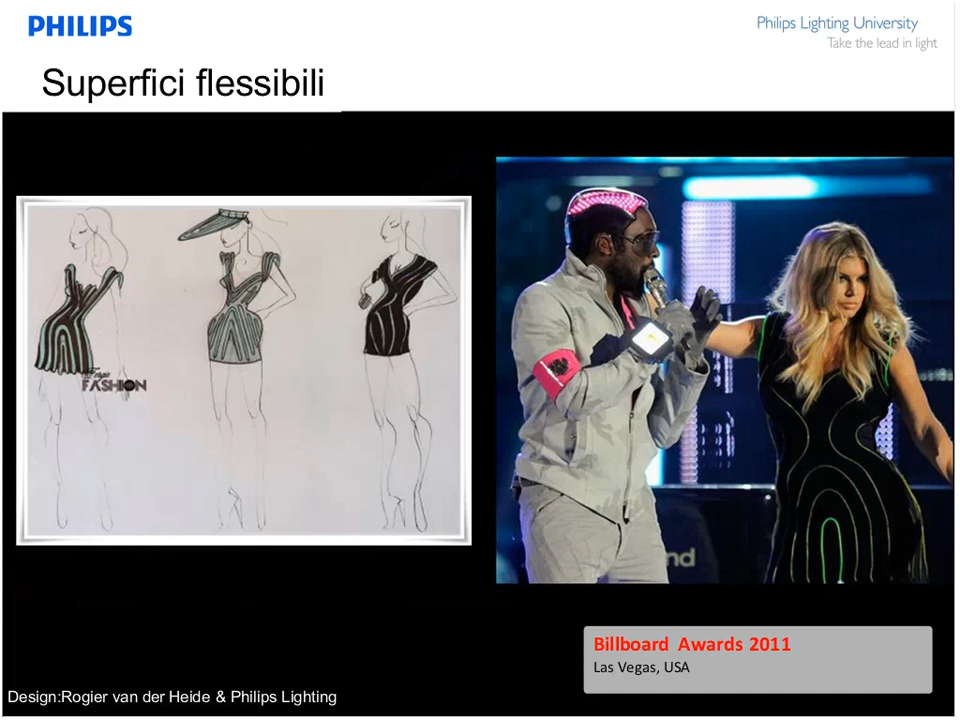 PHILIPS
Philips Lighting University
Take the lead in light
Superfici flessibili
FASHION
nd
Billboard Awards 2011
Las Vegas, USA
Design:Rogier van der Heide & Philips Lighting